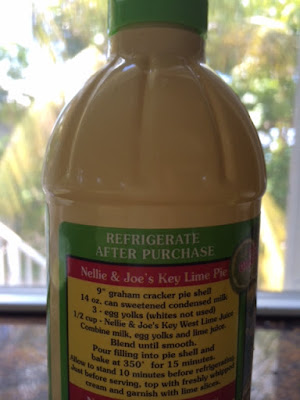 REFRIGERATE
AFTER PURCHASE
Nellie & Joe's Key Lime Pie
9" graham cracker pie shell
14 oz. can sweetened condensed milk
3 - egg yolks (whites not used)
1/2 cup - Nellie & Joe's Key West Lime Juice
Combine milk, egg yolks and lime juice
Blend until smooth.
Pour filling into pie shell and
bake at 350° for 15 minutes.
Allow to stand 10 minutes before refrigerating
Just before serving, top with freshly whipped
cream and garnish with lime slices.